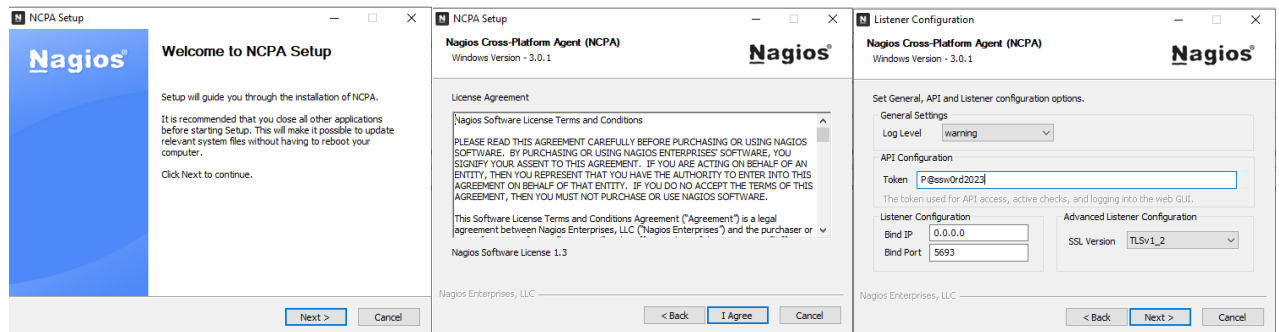 NCPA Setup
Nagios®
Welcome to NCPA Setup
Setup will guide you through the installation of NCPA.
It is recommended that you close all other applications
before starting Setup. This will make it possible to update
relevant system files without having to reboot your
computer.
Click Next to continue.
Next >
Cancel
NCPA Setup
Nagios Cross-Platform Agent (NCPA)
Windows Version - 3.0.1
Nagios®
License Agreement
Nagios Software License Terms and Conditions
PLEASE READ THIS AGREEMENT CAREFULLY BEFORE PURCHASING OR USING NAGIOS
SOFTWARE. BY PURCHASING OR USING NAGIOS ENTERPRISES' SOFTWARE, YOU
SIGNIFY YOUR ASSENT TO THIS AGREEMENT. IF YOU ARE ACTING ON BEHALF OF AN
ENTITY, THEN YOU REPRESENT THAT YOU HAVE THE AUTHORITY TO ENTER INTO THIS
AGREEMENT ON BEHALF OF THAT ENTITY. IF YOU DO NOT ACCEPT THE TERMS OF THIS
AGREEMENT, THEN YOU MUST NOT PURCHASE OR USE NAGIOS SOFTWARE.
This Software License Terms and Conditions Agreement ("Agreement") is a legal
agreement between Nagios Enterprises, LLC ("Nagios Enterprises") and the purchaser or
Nagios Software License 1.3
Nagios Enterprises, LLC
< Back
I Agree
Cancel
Listener Configuration
Nagios Cross-Platform Agent (NCPA)
Windows Version - 3.0.1
Nagios®
Set General, API and Listener configuration options.
General Settings
Log Level warning
API Configuration
Token P@ssw0rd2023
The token used for API access, active checks, and logging into the web GUI.
Listener Configuration
Bind IP 0.0.0.0
Bind Port 5693
Advanced Listener Configuration
SSL Version TLSv1_2
Nagios Enterprises, LLC
< Back
Next >
Cancel